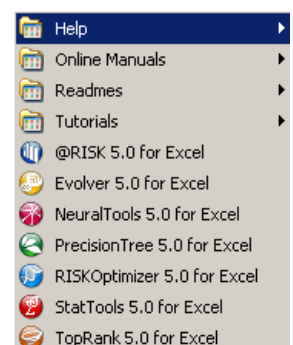 Help
Online Manuals
Readmes
Tutorials
@RISK 5.0 for Excel
Evolver 5.0 for Excel
NeuralTools 5.0 for Excel
PrecisionTree 5.0 for Excel
RISKOptimizer 5.0 for Excel
StatTools 5.0 for Excel
TopRank 5.0 for Excel